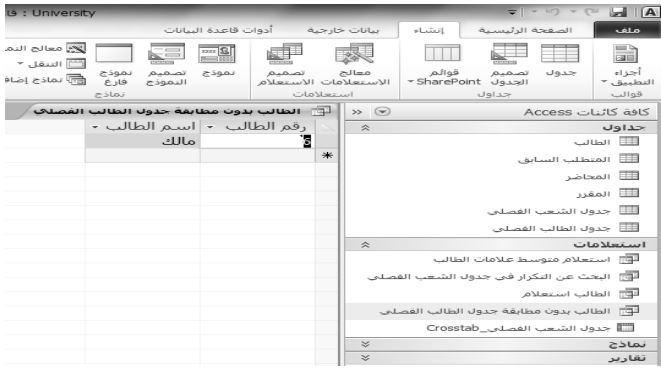 University : قا
ملف
الصفحة الرئيسية
إنشاء
بيانات خارجية
أدوات قاعدة البيانات
أجزاء التطبيق
جدول
تصميم الجدول
قوائم SharePoint
معالج الاستعلامات
تصميم الاستعلام
نموذج
تصميم النموذج
نموذج فارغ
معالج النم
التنقل
نماذج إضاف
قوالب
جداول
استعلامات
نماذج
كافة كائنات Access
جداول
الطالب
المتطلب السابق
المحاضر
المقرر
جدول الشعب الفصلي
جدول الطالب الفصلي
استعلامات
استعلام متوسط علامات الطالب
البحث عن التكرار في جدول الشعب الفصلي
الطالب استعلام
الطالب بدون مطابقة جدول الطالب الفصلي
جدول الشعب الفصلي_Crosstab
نماذج
تقارير
الطالب بدون مطابقة جدول الطالب الفصلي
رقم الطالب
اسم الطالب
6
مالك